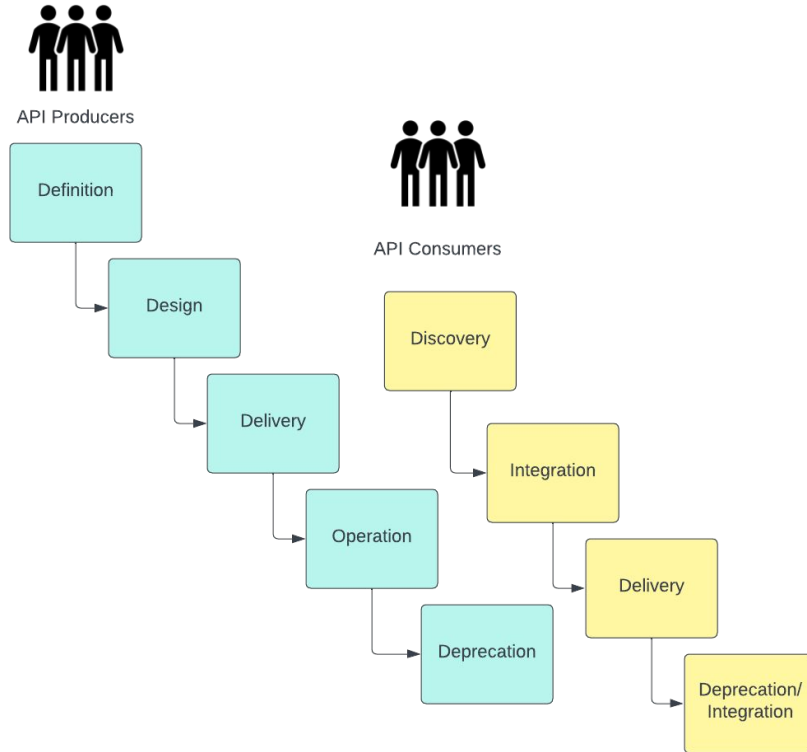 API Producers
Definition
Design
Delivery
Operation
Deprecation
API Consumers
Discovery
Integration
Delivery
Deprecation/
Integration